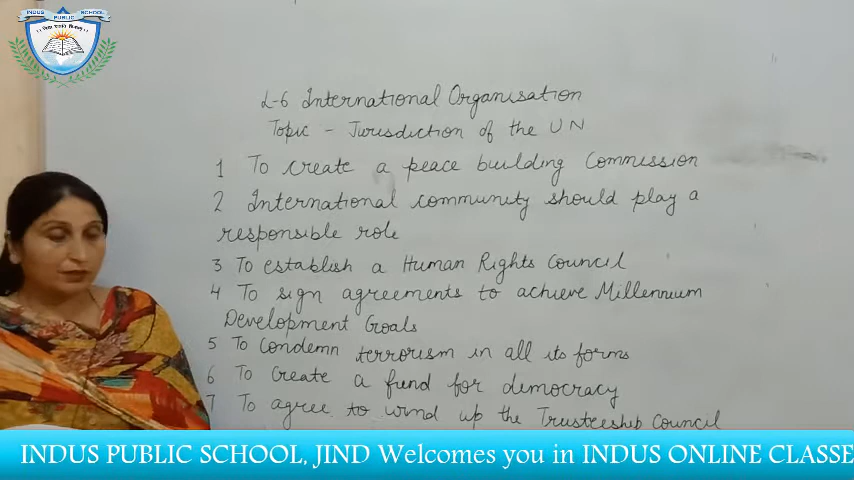 INDUS PUBLIC SCHOOL
L-6 International Organisation
Topic - Jurisdiction of the UN
1 To create a peace building Commission
2 International community should play a
responsible role
3 To establish a Human Rights Council
4 To sign agreements to achieve Millennium
Development Goals
5 To Condemn terrorism in all its forms
6 To create a fund for democracy
7 To agree to wind up the Trusteeship Council
INDUS PUBLIC SCHOOL, JIND Welcomes you in INDUS ONLINE CLASSE